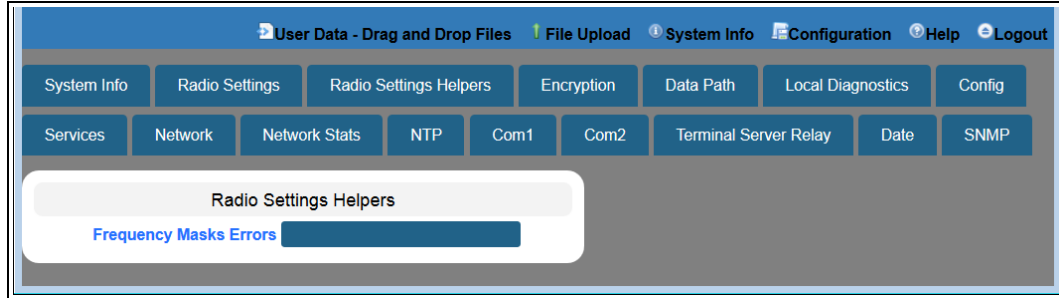 User Data - Drag and Drop Files File Upload System Info Configuration Help Logout
System Info Radio Settings Radio Settings Helpers Encryption Data Path Local Diagnostics Config
Services Network Network Stats NTP Com1 Com2 Terminal Server Relay Date SNMP
Radio Settings Helpers
Frequency Masks Errors